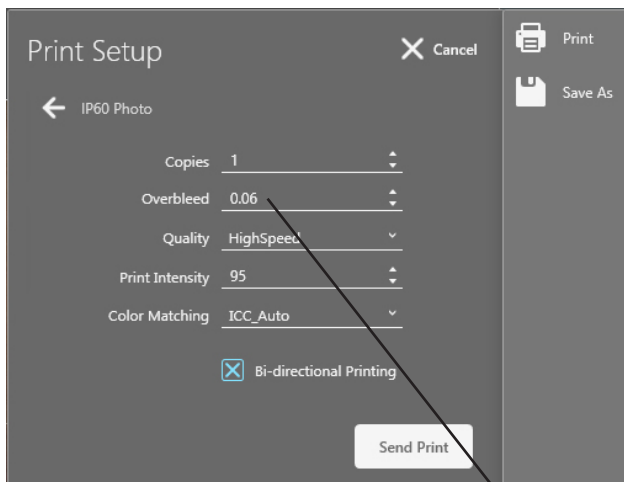 Print Setup
Cancel
IP60 Photo
Copies 1
Overbleed 0.06
Quality HighSpeed
Print Intensity 95
Color Matching ICC_Auto
Bi-directional Printing
Send Print
Print
Save As